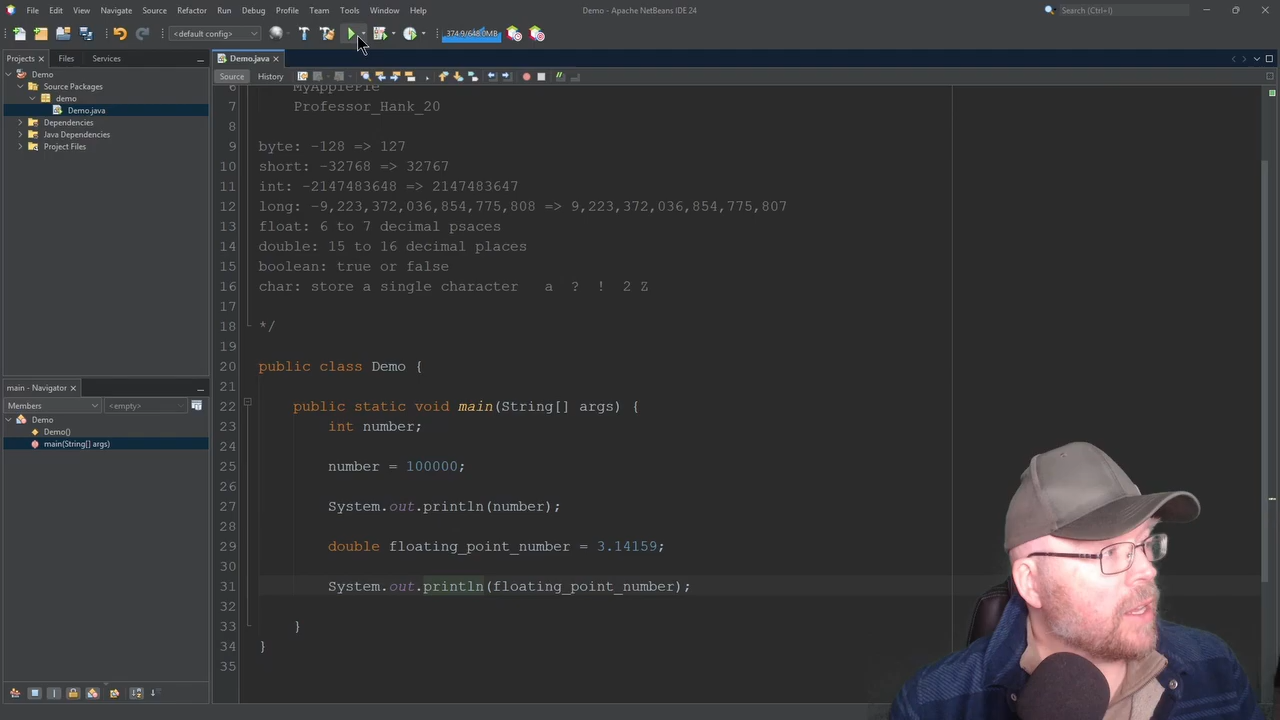 File Edit View Navigate Source Refactor Run Debug Profile Team Tools Window Help
Demo - Apache NetBeans IDE 24
Search (Ctrl+I)
<default config>
374.9/648.0MB
Projects Files Services
Demo.java
Source History
Demo
Source Packages
demo
Demo.java
Dependencies
Java Dependencies
Project Files
main - Navigator
Members <empty>
Demo
Demo()
main(String[] args)
6 MyApplePie
7 Professor_Hank_20
8
9 byte: -128 => 127
10 short: -32768 => 32767
11 int: -2147483648 => 2147483647
12 long: -9,223,372,036,854,775,808 => 9,223,372,036,854,775,807
13 float: 6 to 7 decimal psaces
14 double: 15 to 16 decimal places
15 boolean: true or false
16 char: store a single character a ? ! 2 Z
17
18 */
19
20 public class Demo {
21
22 public static void main(String[] args) {
23 int number;
24
25 number = 100000;
26
27 System.out.println(number);
28
29 double floating_point_number = 3.14159;
30
31 System.out.println(floating_point_number);
32
33 }
34 }
35